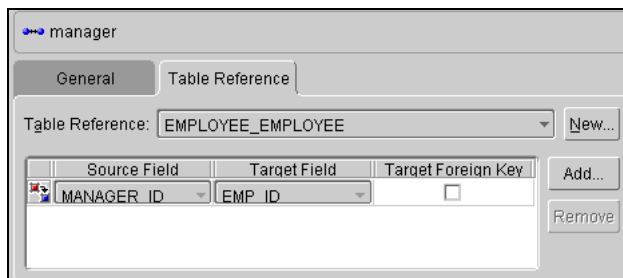 manager
General Table Reference
Table Reference: EMPLOYEE_EMPLOYEE New...
Source Field Target Field Target Foreign Key Add...
MANAGER_ID EMP_ID
Remove